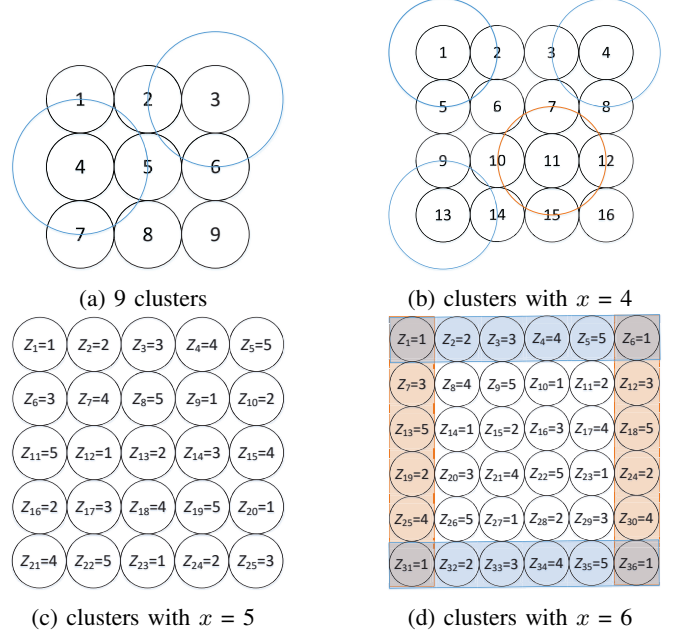 1 2 3
4 5 6
7 8 9
(a) 9 clusters
1 2 3 4
5 6 7 8
9 10 11 12
13 14 15 16
(b) clusters with x = 4
Z1=1 Z2=2 Z3=3 Z4=4 Z5=5
Z6=3 Z7=4 Z8=5 Z9=1 Z10=2
Z11=5 Z12=1 Z13=2 Z14=3 Z15=4
Z16=2 Z17=3 Z18=4 Z19=5 Z20=1
Z21=4 Z22=5 Z23=1 Z24=2 Z25=3
(c) clusters with x = 5
Z1=1 Z2=2 Z3=3 Z4=4 Z5=5 Z6=1
Z7=3 Z8=4 Z9=5 Z10=1 Z11=2 Z12=3
Z13=5 Z14=1 Z15=2 Z16=3 Z17=4 Z18=5
Z19=2 Z20=3 Z21=4 Z22=5 Z23=1 Z24=2
Z25=4 Z26=5 Z27=1 Z28=2 Z29=3 Z30=4
Z31=1 Z32=2 Z33=3 Z34=4 Z35=5 Z36=1
(d) clusters with x = 6